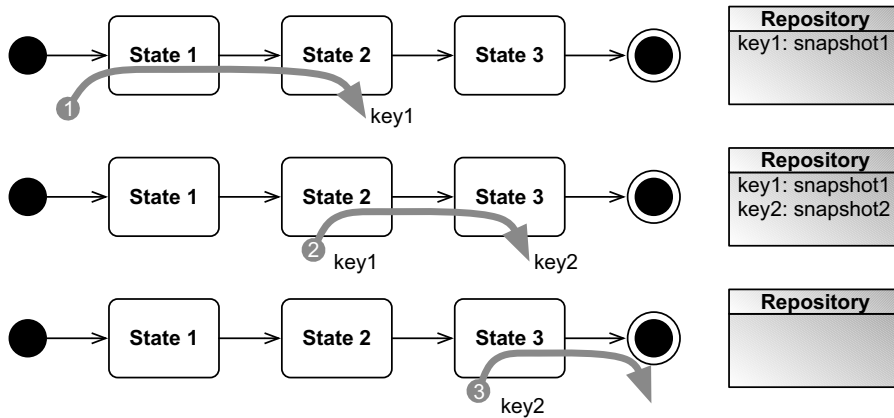 State 1
State 2
State 3
1
key1
Repository
key1: snapshot1
State 1
State 2
State 3
2
key1
key2
Repository
key1: snapshot1
key2: snapshot2
State 1
State 2
State 3
3
key2
Repository